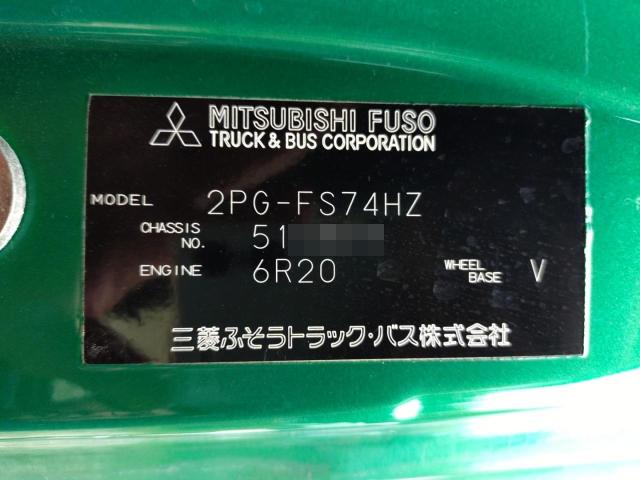 MITSUBISHI FUSO
TRUCK & BUS CORPORATION
MODEL 2PG-FS74HZ
CHASSIS NO. 51
ENGINE 6R20 WHEEL BASE V
三菱ふそうトラック・バス株式会社